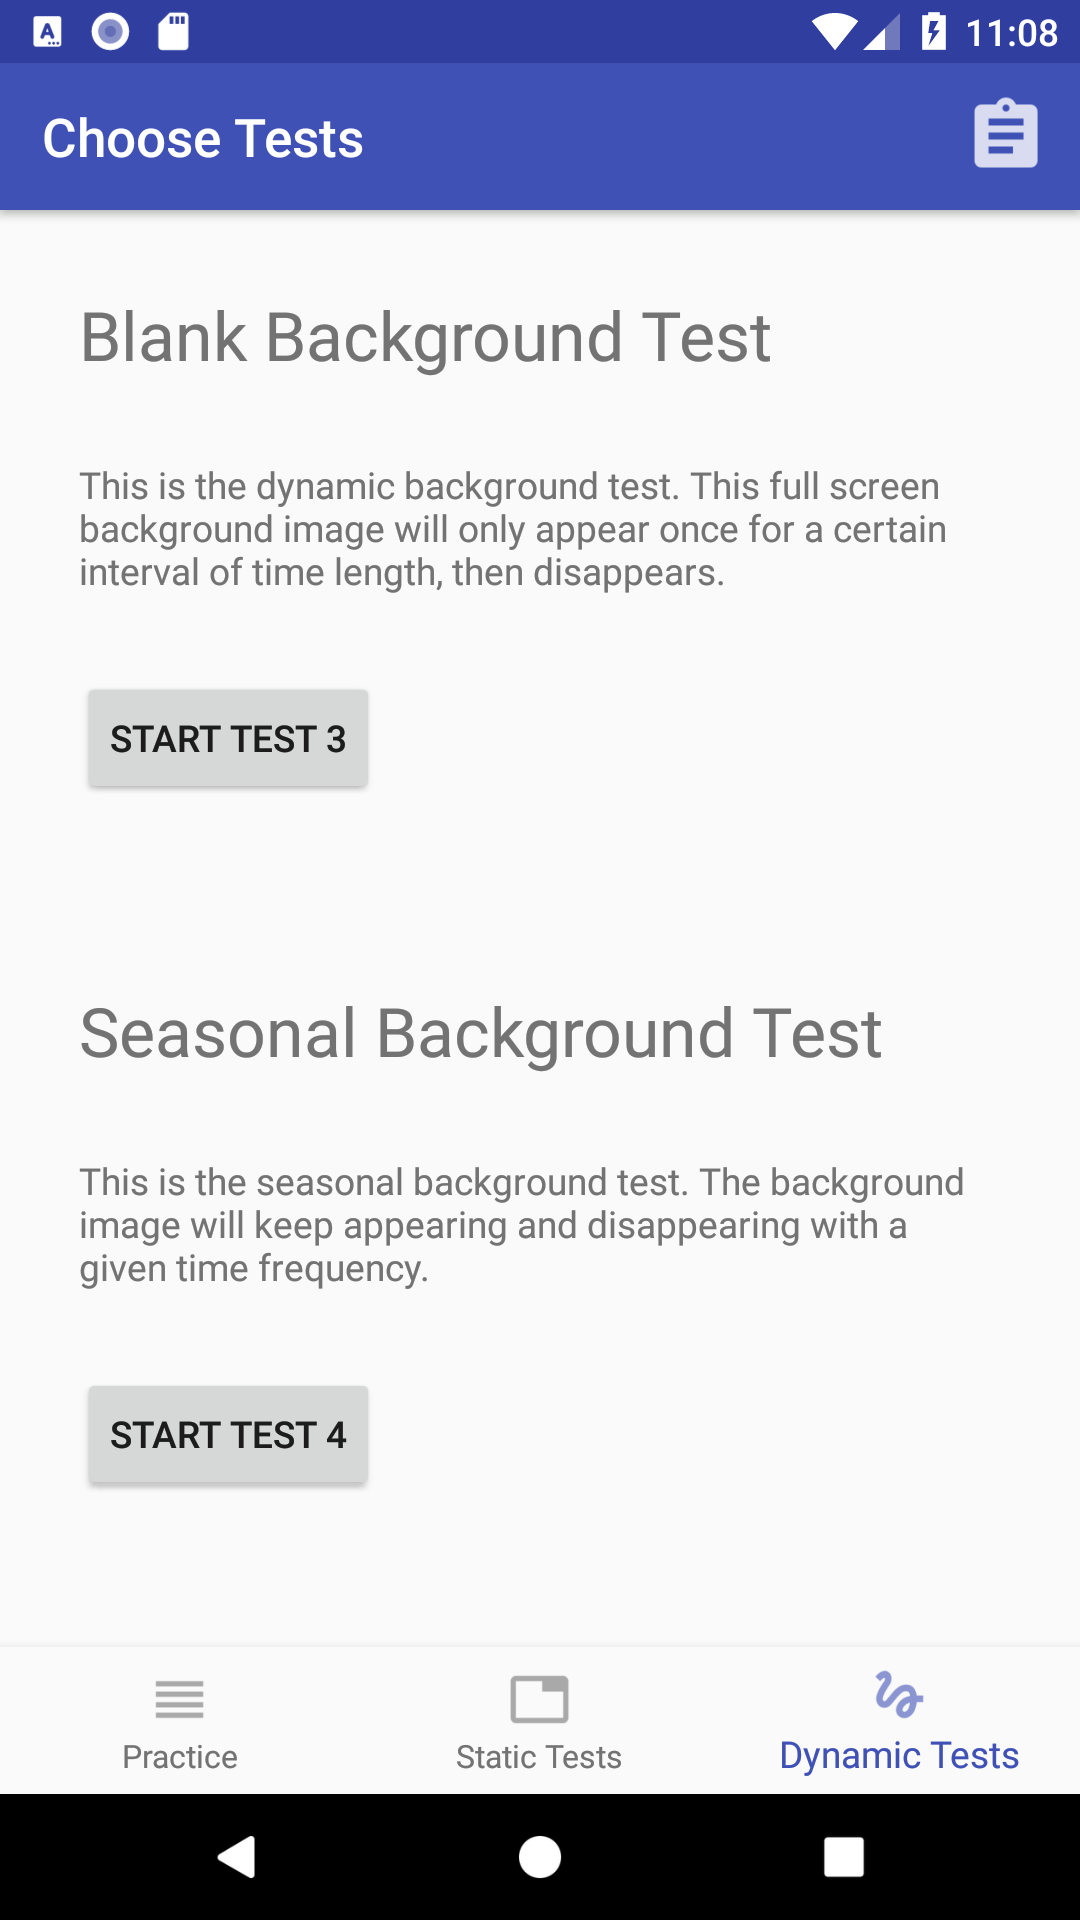 11:08
Choose Tests
Blank Background Test
This is the dynamic background test. This full screen
background image will only appear once for a certain
interval of time length, then disappears.
START TEST 3
Seasonal Background Test
This is the seasonal background test. The background
image will keep appearing and disappearing with a
given time frequency.
START TEST 4
Practice
Static Tests
Dynamic Tests